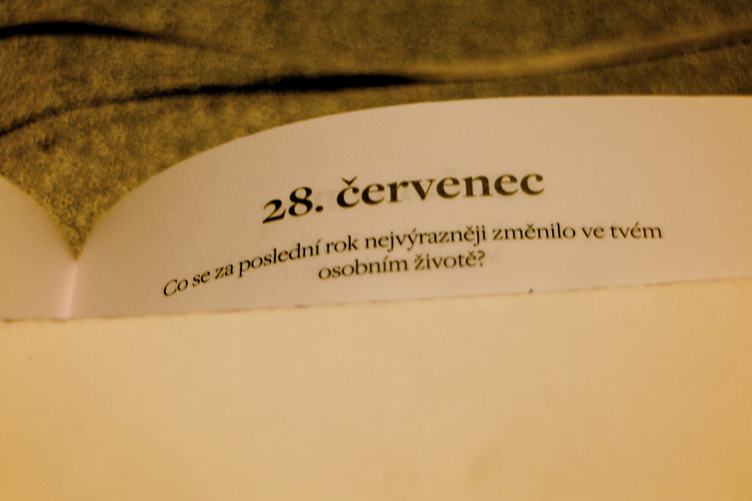 28. červenec
Co se za poslední rok nejvýrazněji změnilo ve tvém
osobním životě?